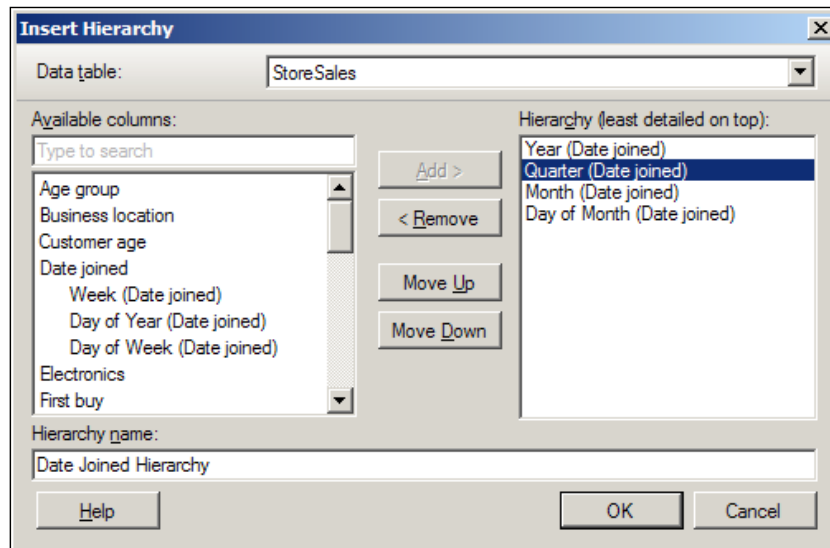 Insert Hierarchy
Data table:
StoreSales
Available columns:
Type to search
Age group
Business location
Customer age
Date joined
Week (Date joined)
Day of Year (Date joined)
Day of Week (Date joined)
Electronics
First buy
Add >
< Remove
Move Up
Move Down
Hierarchy (least detailed on top):
Year (Date joined)
Quarter (Date joined)
Month (Date joined)
Day of Month (Date joined)
Hierarchy name:
Date Joined Hierarchy
Help
OK
Cancel